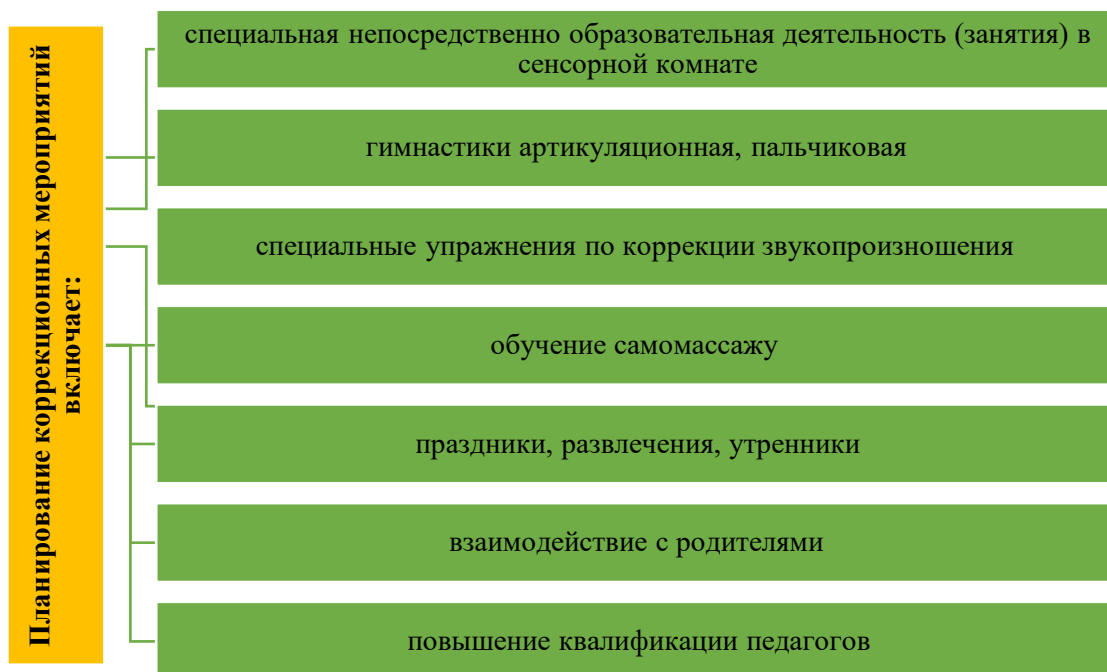 Планирование коррекционных мероприятий
включает:
специальная непосредственно образовательная деятельность (занятия) в
сенсорной комнате
гимнастики артикуляционная, пальчиковая
специальные упражнения по коррекции звукопроизношения
обучение самомассажу
праздники, развлечения, утренники
взаимодействие с родителями
повышение квалификации педагогов